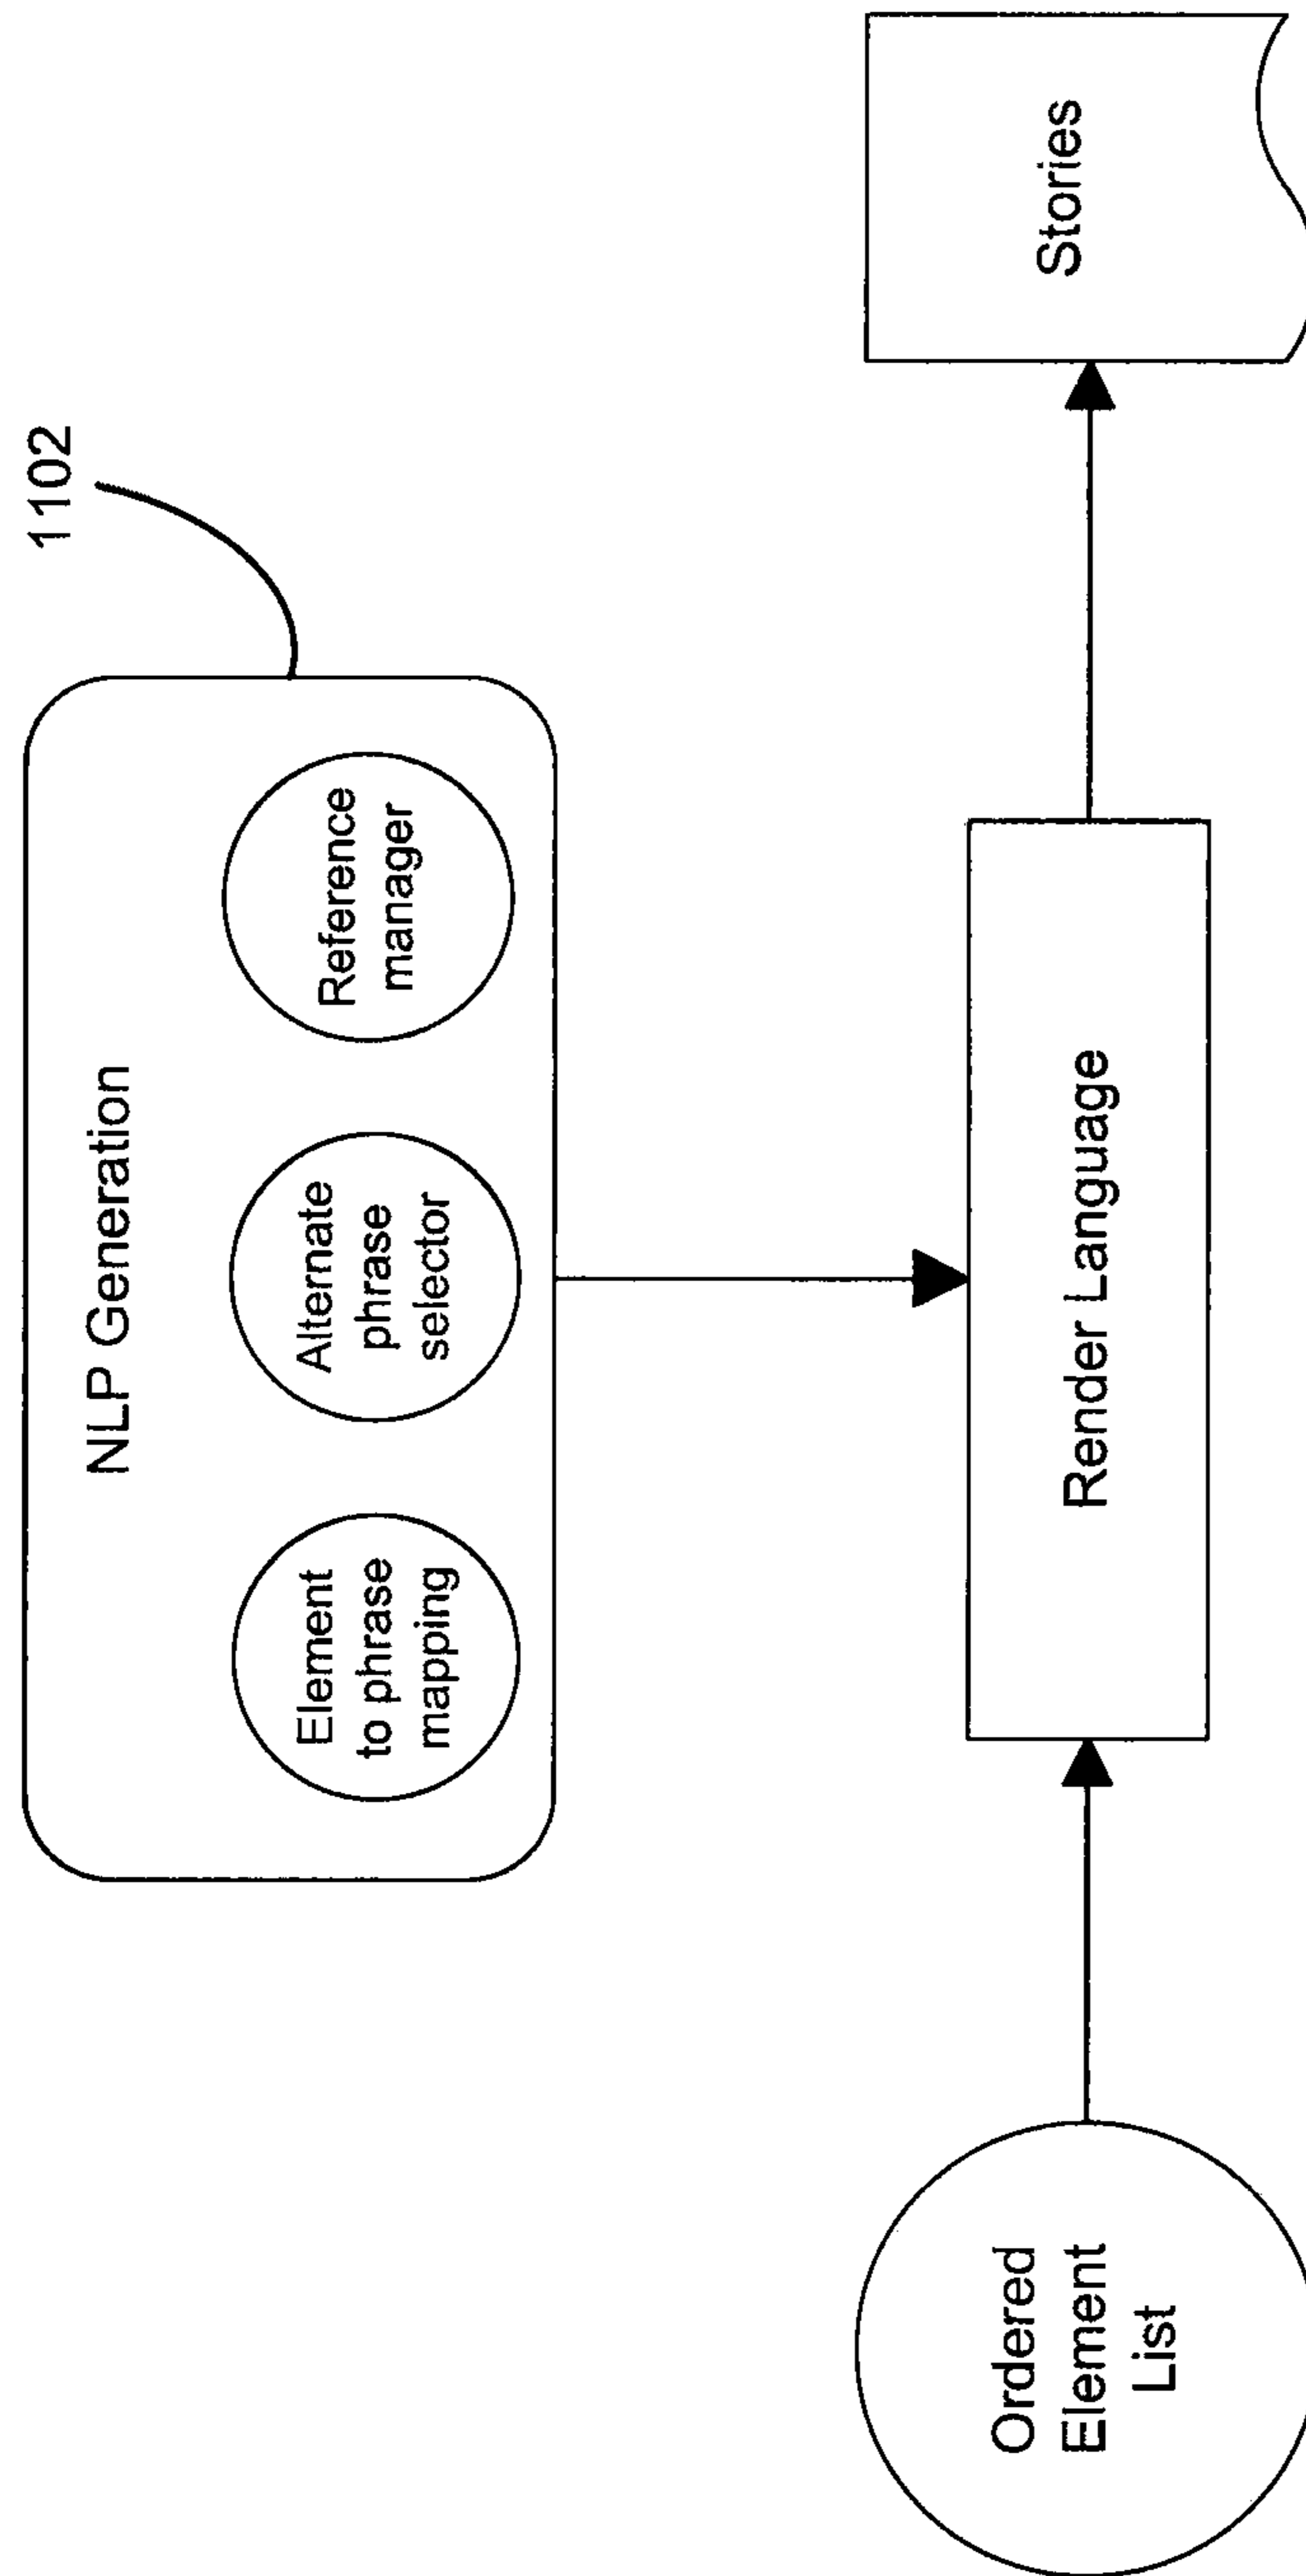 1102
NLP Generation
Element
to phrase
mapping
Alternate
phrase
selector
Reference
manager
Ordered
Element
List
Render Language
Stories